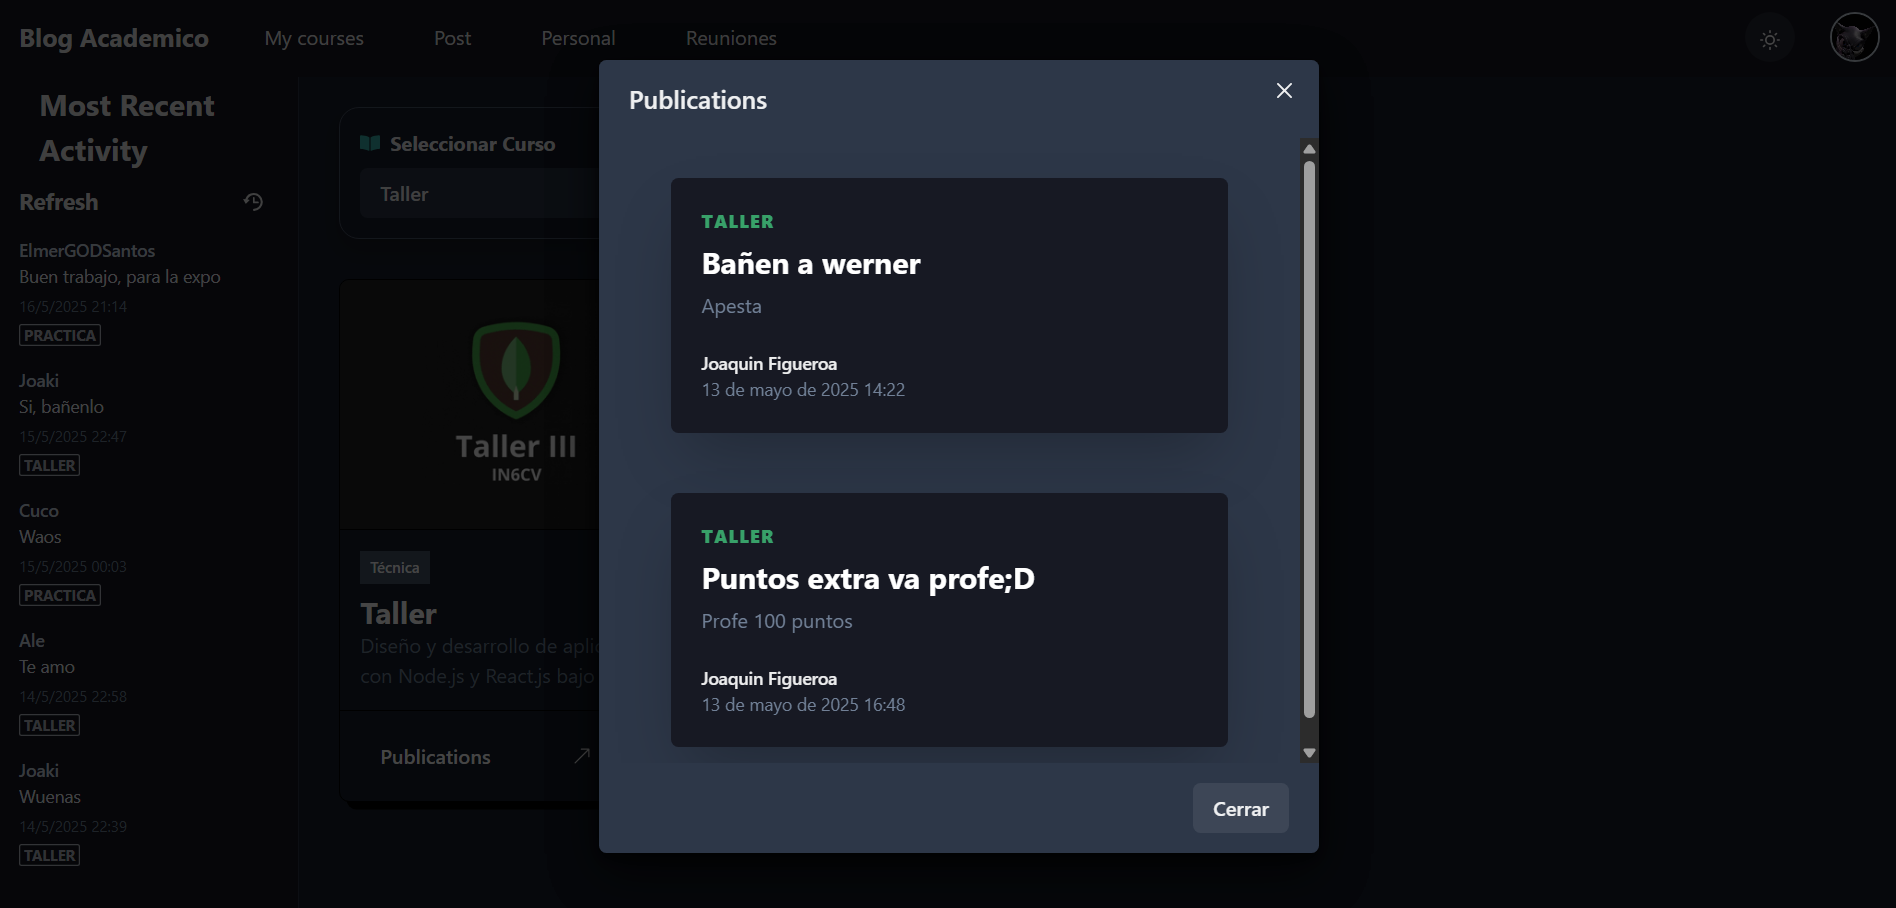 Blog Academico
My courses
Post
Personal
Reuniones
Most Recent
Activity
Refresh
ElmerGODSantos
Buen trabajo, para la expo
16/5/2025 21:14
PRACTICA
Joaki
Si, bañenlo
15/5/2025 22:47
TALLER
Cuco
Waos
15/5/2025 00:03
PRACTICA
Ale
Te amo
14/5/2025 22:58
TALLER
Joaki
Wuenas
14/5/2025 22:39
TALLER
Seleccionar Curso
Taller
Taller III
IN6CV
Técnica
Taller
Diseño y desarrollo de aplic
con Node.js y React.js bajo
Publications
Publications
TALLER
Bañen a werner
Apesta
Joaquin Figueroa
13 de mayo de 2025 14:22
TALLER
Puntos extra va profe;D
Profe 100 puntos
Joaquin Figueroa
13 de mayo de 2025 16:48
Cerrar